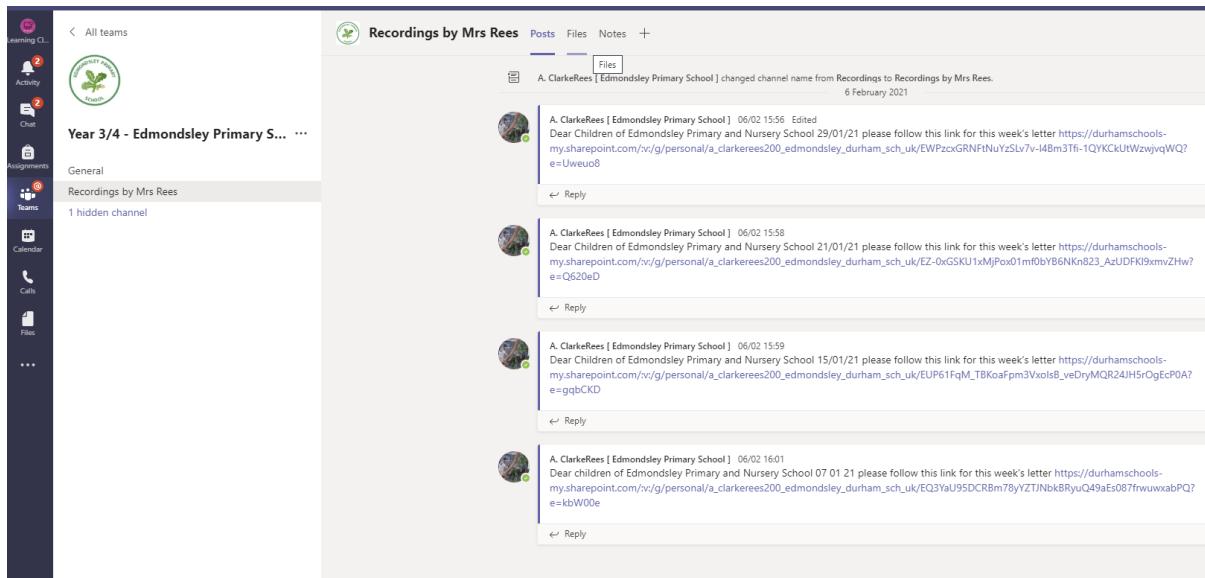 Learning Cl...
Activity
2
Chat
2
Assignments
Teams
@
Calendar
Calls
Files
...
All teams
EDMONDSLEY PRIMARY SCHOOL
Year 3/4 - Edmondsley Primary S... ...
General
Recordings by Mrs Rees
1 hidden channel
Recordings by Mrs Rees Posts Files Notes +
Files
A. ClarkeRees [ Edmondsley Primary School ] changed channel name from Recordings to Recordings by Mrs Rees.
6 February 2021
A. ClarkeRees [ Edmondsley Primary School ] 06/02 15:56 Edited
Dear Children of Edmondsley Primary and Nursery School 29/01/21 please follow this link for this week's letter https://durhamschools-
my.sharepoint.com/:v:/g/personal/a_clarkerees200_edmondsley_durham_sch_uk/EWPzcxGRNFtNuYzSLv7v-I4Bm3Tfi-1QYKCkUtWzwjvqWQ?
e=Uweuo8
Reply
A. ClarkeRees [ Edmondsley Primary School ] 06/02 15:58
Dear Children of Edmondsley Primary and Nursery School 21/01/21 please follow this link for this week's letter https://durhamschools-
my.sharepoint.com/:v:/g/personal/a_clarkerees200_edmondsley_durham_sch_uk/EZ-0xGSKU1xMjPox01mf0bYB6NKn823_AzUDFKl9xmvZHw?
e=Q620eD
Reply
A. ClarkeRees [ Edmondsley Primary School ] 06/02 15:59
Dear Children of Edmondsley Primary and Nursery School 15/01/21 please follow this link for this week's letter https://durhamschools-
my.sharepoint.com/:v:/g/personal/a_clarkerees200_edmondsley_durham_sch_uk/EUP61FqM_TBKoaFpm3VxolsB_veDryMQR24JH5rOgEcP0A?
e=gqbCKD
Reply
A. ClarkeRees [ Edmondsley Primary School ] 06/02 16:01
Dear children of Edmondsley Primary and Nursery School 07 01 21 please follow this link for this week's letter https://durhamschools-
my.sharepoint.com/:v:/g/personal/a_clarkerees200_edmondsley_durham_sch_uk/EQ3YaU95DCRBm78yYZTJNbkBRyuQ49aEs087frwuwxabPQ?
e=kbW00e
Reply